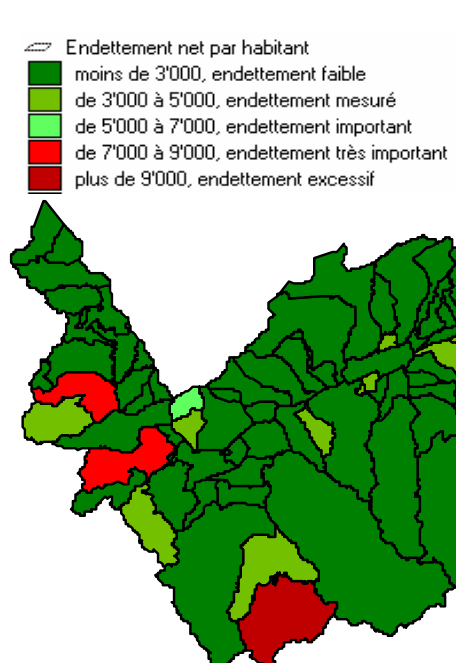 Endettement net par habitant
moins de 3'000, endettement faible
de 3'000 à 5'000, endettement mesuré
de 5'000 à 7'000, endettement important
de 7'000 à 9'000, endettement très important
plus de 9'000, endettement excessif